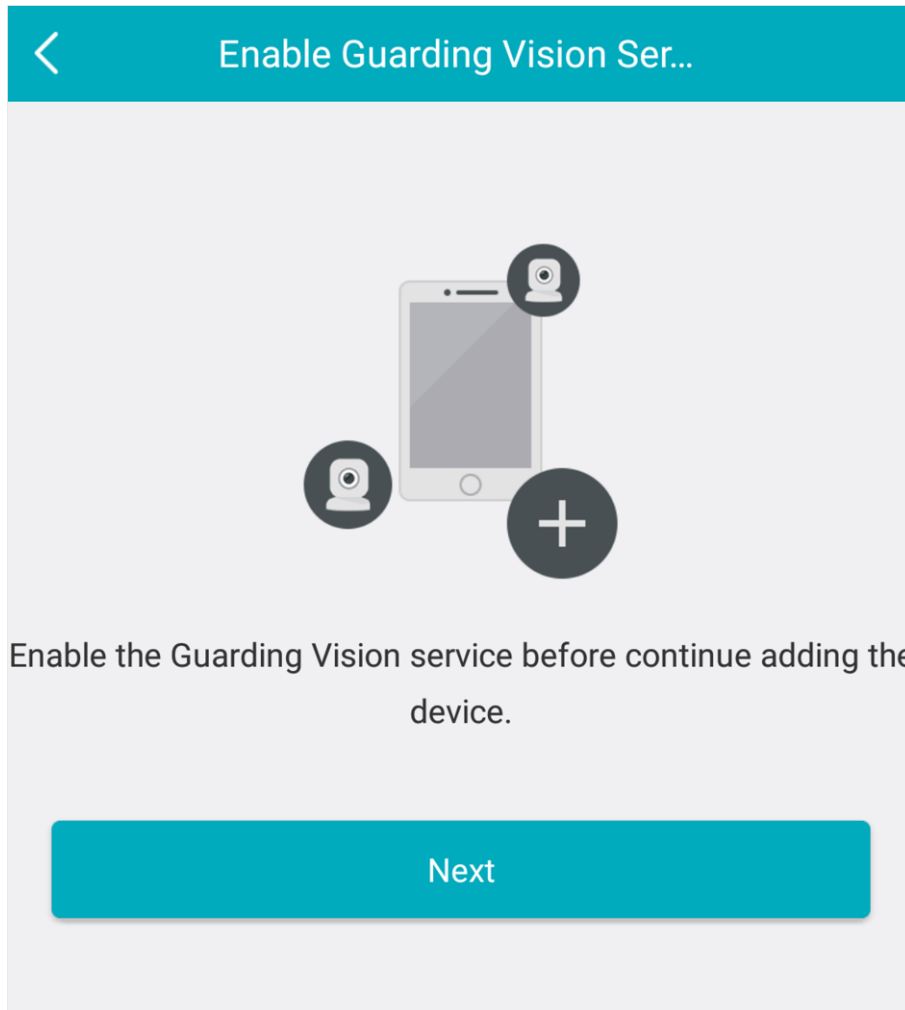 Enable Guarding Vision Ser...
Enable the Guarding Vision service before continue adding the
device.
Next